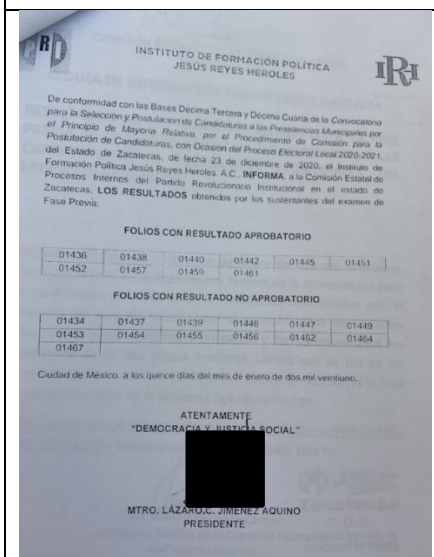 PRI
INSTITUTO DE FORMACIÓN POLÍTICA
JESÚS REYES HEROLES
De conformidad con las Bases Décima Tercera y Décima Cuarta de la Convocatoria
para la Selección y Postulación de Candidaturas a las Presidencias Municipales por
el Principio de Mayoría Relativa, por el Procedimiento de Comisión para la
Postulación de Candidaturas, con Ocasión del Proceso Electoral Local 2020-2021,
del Estado de Zacatecas, de fecha 23 de diciembre de 2020, el Instituto de
Formación Política Jesús Reyes Heroles, A.C. INFORMA, a la Comisión Estatal de
Procesos Internos del Partido Revolucionario Institucional en el estado de
Zacatecas, LOS RESULTADOS obtenidos por los sustentantes del examen de
Fase Previa:
FOLIOS CON RESULTADO APROBATORIO
01436 01438 01440 01442 01445 01451
01452 01457 01459 01461
FOLIOS CON RESULTADO NO APROBATORIO
01434 01437 01439 01446 01447 01449
01453 01454 01455 01456 01462 01464
01467
Ciudad de México, a los quince días del mes de enero de dos mil veintiuno.
ATENTAMENTE
"DEMOCRACIA Y JUSTICIA SOCIAL"
MTRO. LÁZARO C. JIMÉNEZ AQUINO
PRESIDENTE